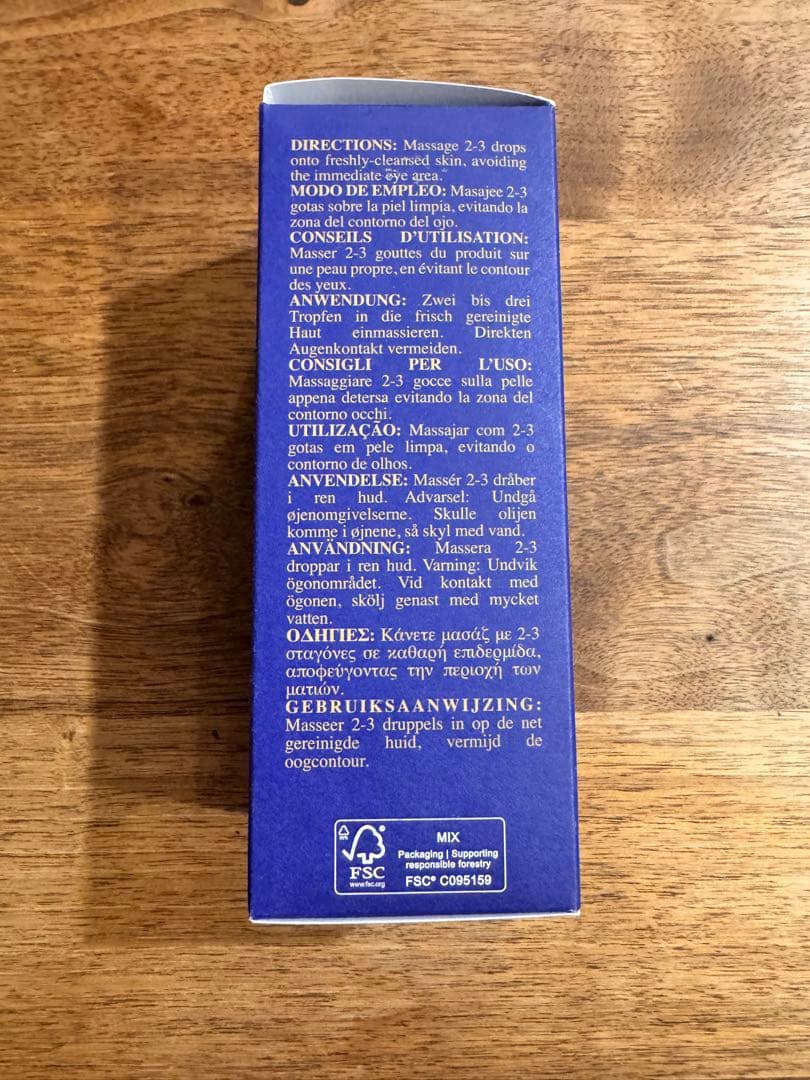 DIRECTIONS: Massage 2-3 drops
onto freshly-cleansed skin, avoiding
the immediate eye area.
MODO DE EMPLEO: Masajee 2-3
gotas sobre la piel limpia, evitando la
zona del contorno del ojo.
CONSEILS D'UTILISATION:
Masser 2-3 gouttes du produit sur
une peau propre, en évitant le contour
des yeux.
ANWENDUNG: Zwei bis drei
Tropfen in die frisch gereinigte
Haut einmassieren. Direkten
Augenkontakt vermeiden.
CONSIGLI PER L'USO:
Massaggiare 2-3 gocce sulla pelle
appena detersa evitando la zona del
contorno occhi.
UTILIZAÇÃO: Massajar com 2-3
gotas em pele limpa, evitando o
contorno de olhos.
ANVENDELSE: Massér 2-3 dråber
i ren hud. Advarsel: Undgå
øjenomgivelserne. Skulle olijen
komme i øjnene, så skyl med vand.
ANVÄNDNING: Massera 2-3
droppar i ren hud. Varning: Undvik
ögonområdet. Vid kontakt med
ögonen, skölj genast med mycket
vatten.
ΟΔΗΓΙΕΣ: Κάνετε μασάζ με 2-3
σταγόνες σε καθαρή επιδερμίδα,
αποφεύγοντας την περιοχή των
ματιών.
GEBRUIKSAANWIJZING:
Masseer 2-3 druppels in op de net
gereinigde huid, vermijd de
oogcontour.
MIX
Packaging | Supporting
responsible forestry
FSC® C095159
FSC
www.fsc.org